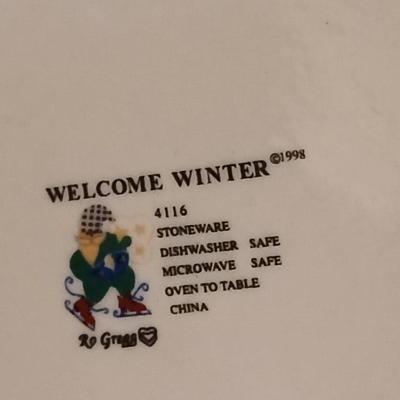 WELCOME WINTER ©1998
4116
STONEWARE
DISHWASHER SAFE
MICROWAVE SAFE
OVEN TO TABLE
CHINA
Ro Gregg